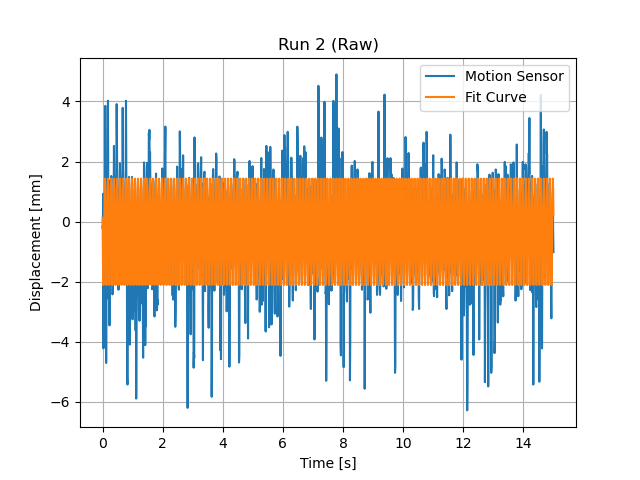 Run 2 (Raw)
Motion Sensor
Fit Curve
Displacement [mm]
4
2
0
−2
−4
−6
0 2 4 6 8 10 12 14
Time [s]